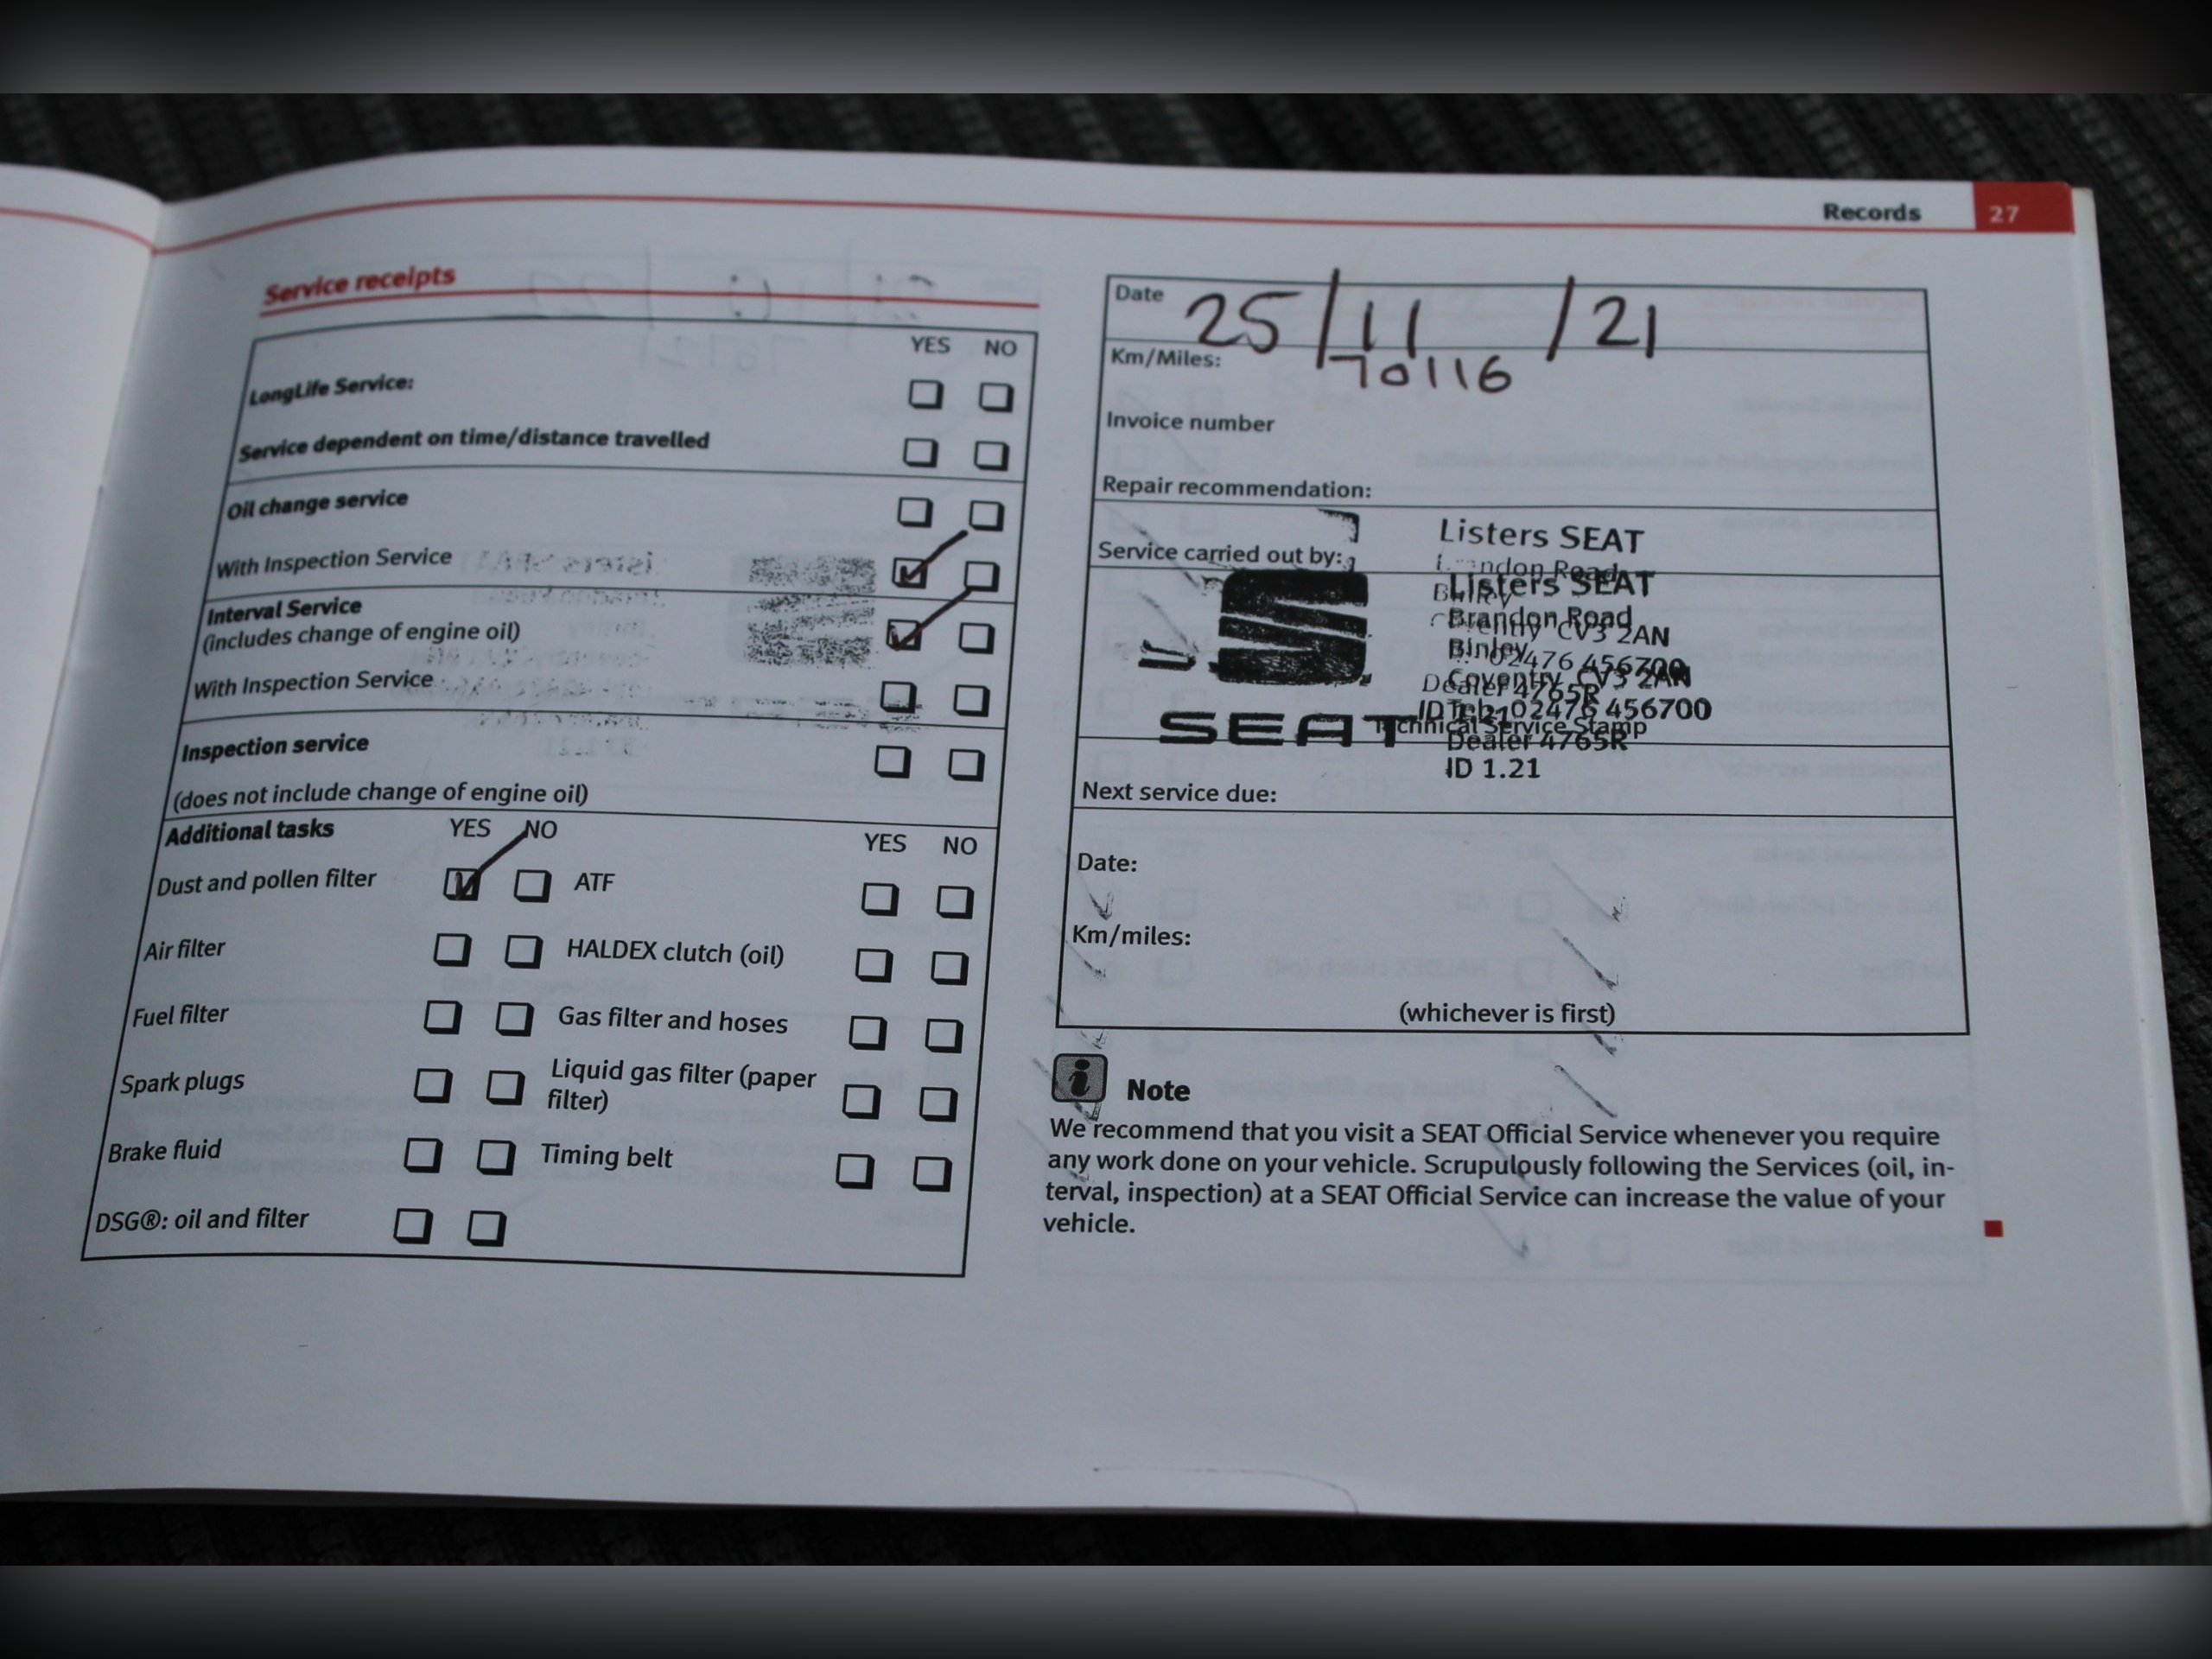 Records 27
Service receipts
YES NO
LongLife Service:
Service dependent on time/distance travelled
Oil change service
With Inspection Service
Interval Service
(includes change of engine oil)
With Inspection Service
Inspection service
(does not include change of engine oil)
Additional tasks YES NO YES NO
Dust and pollen filter ATF
Air filter HALDEX clutch (oil)
Fuel filter Gas filter and hoses
Spark plugs Liquid gas filter (paper
filter)
Brake fluid Timing belt
DSG®: oil and filter
Date 25/11/21
Km/Miles: 70116
Invoice number
Repair recommendation:
Service carried out by:
Listers SEAT
Listers SEAT
Brandon Road
Binley
Coventry CV3 2AN
Tel: 02476 456700
Dealer 4765R
ID 1.21
SEAT
Technical Service Stamp
Next service due:
Date:
Km/miles:
(whichever is first)
Note
We recommend that you visit a SEAT Official Service whenever you require
any work done on your vehicle. Scrupulously following the Services (oil, in-
terval, inspection) at a SEAT Official Service can increase the value of your
vehicle.